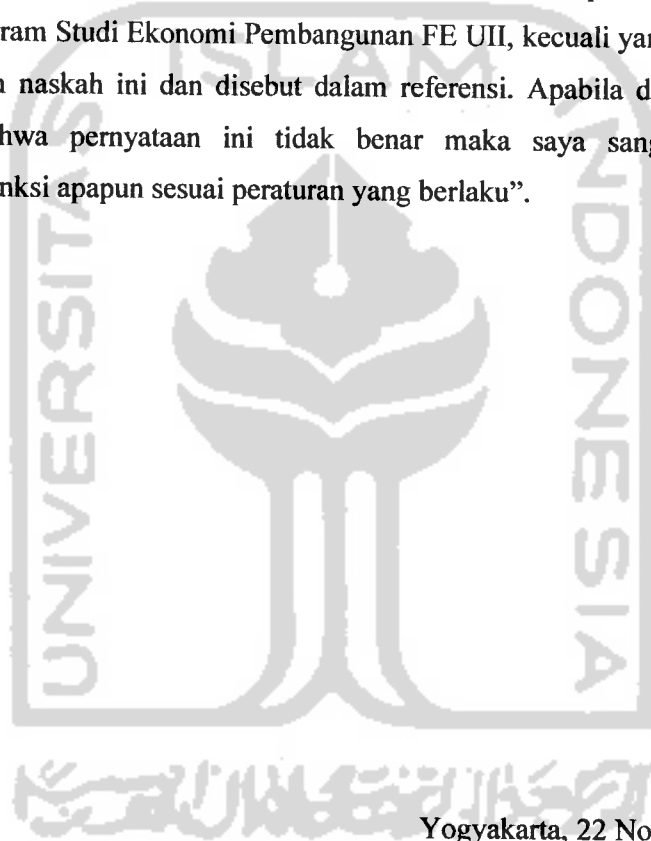 ram Studi Ekonomi Pembangunan FE UII, kecuali yan
naskah ini dan disebut dalam referensi. Apabila d
hwa pernyataan ini tidak benar maka saya sang
nksi apapun sesuai peraturan yang berlaku”.
ISLAM
UNIVERSITAS
INDONESIA
Yogyakarta, 22 No